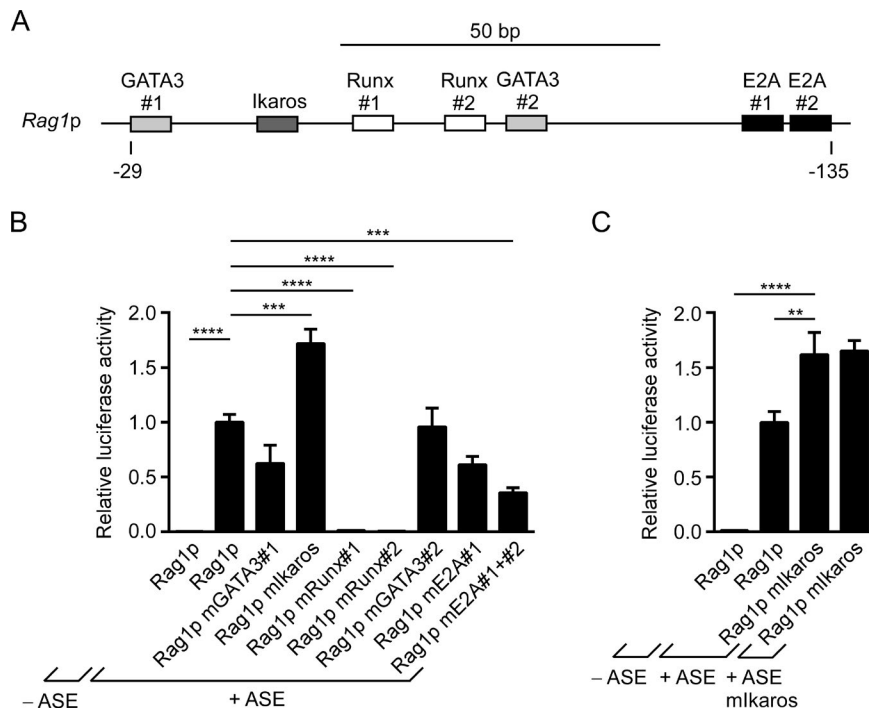 A
50 bp
GATA3 #1
Ikaros
Runx #1
Runx #2
GATA3 #2
E2A #1
E2A #2
Rag1p
-29
-135
B
***
****
****
***
****
Relative luciferase activity
2.0
1.5
1.0
0.5
0.0
Rag1p
Rag1p
Rag1p mGATA3#1
Rag1p mIkaros
Rag1p mRunx#1
Rag1p mRunx#2
Rag1p mGATA3#2
Rag1p mE2A#1
Rag1p mE2A#1+#2
– ASE
+ ASE
C
****
**
Relative luciferase activity
2.0
1.5
1.0
0.5
0.0
Rag1p
Rag1p
Rag1p mIkaros
Rag1p mIkaros
– ASE
+ ASE
+ ASE
mIkaros